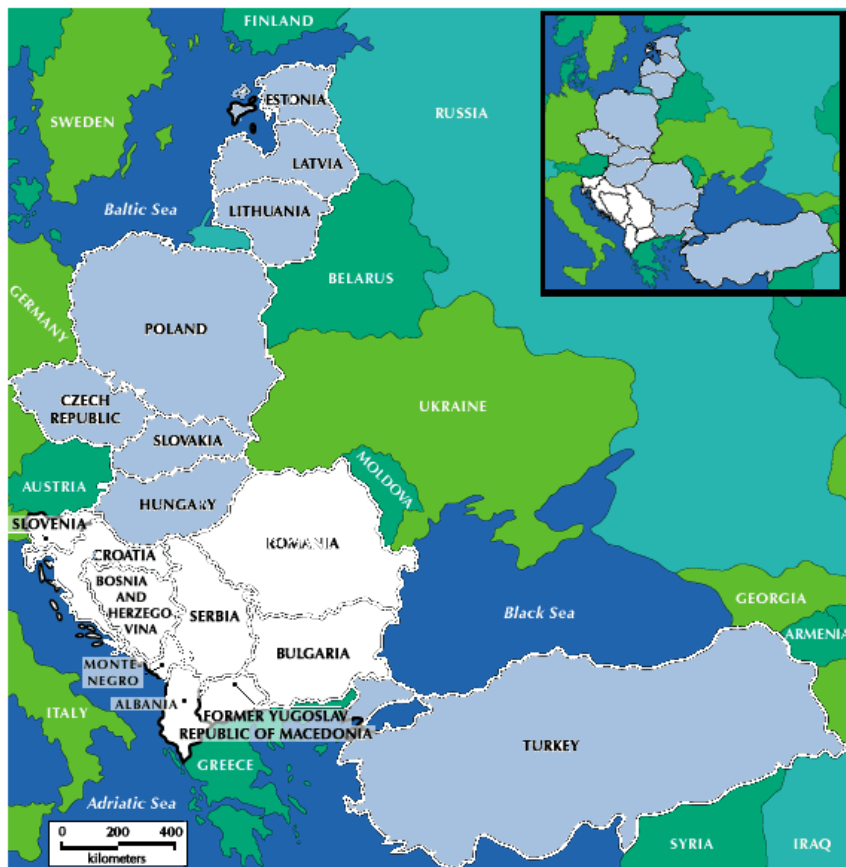 FINLAND
SWEDEN
ESTONIA
RUSSIA
LATVIA
Baltic Sea
LITHUANIA
BELARUS
GERMANY
POLAND
CZECH
REPUBLIC
UKRAINE
SLOVAKIA
MOLDOVA
AUSTRIA
HUNGARY
SLOVENIA
ROMANIA
CROATIA
BOSNIA
AND
HERZEGO
VINA
SERBIA
GEORGIA
Black Sea
ARMENIA
BULGARIA
MONTE-
NEGRO
ALBANIA
ITALY
FORMER YUGOSLAV
REPUBLIC OF MACEDONIA
TURKEY
GREECE
Adriatic Sea
0 200 400
kilometers
SYRIA
IRAQ